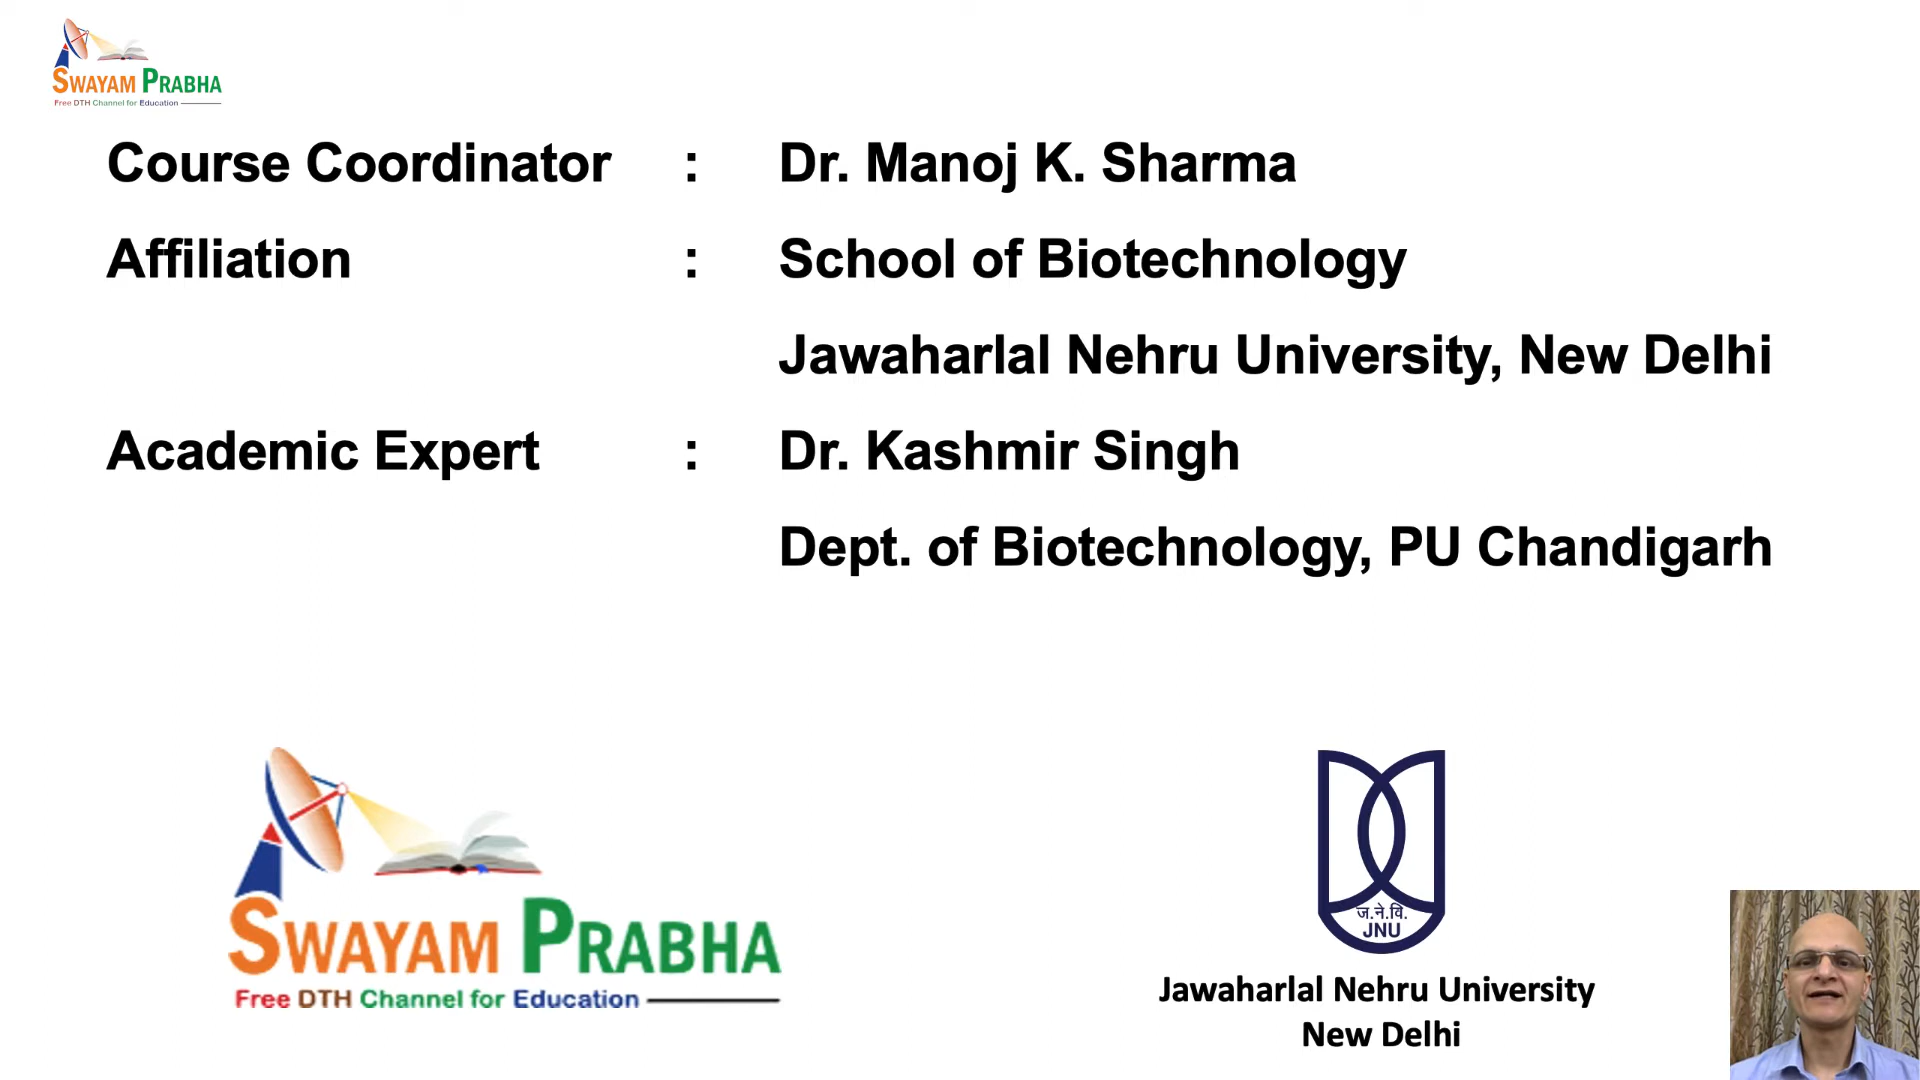 SWAYAM PRABHA
Free DTH Channel for Education
Course Coordinator : Dr. Manoj K. Sharma
Affiliation : School of Biotechnology
Jawaharlal Nehru University, New Delhi
Academic Expert : Dr. Kashmir Singh
Dept. of Biotechnology, PU Chandigarh
SWAYAM PRABHA
Free DTH Channel for Education
ज.ने.वि.
JNU
Jawaharlal Nehru University
New Delhi